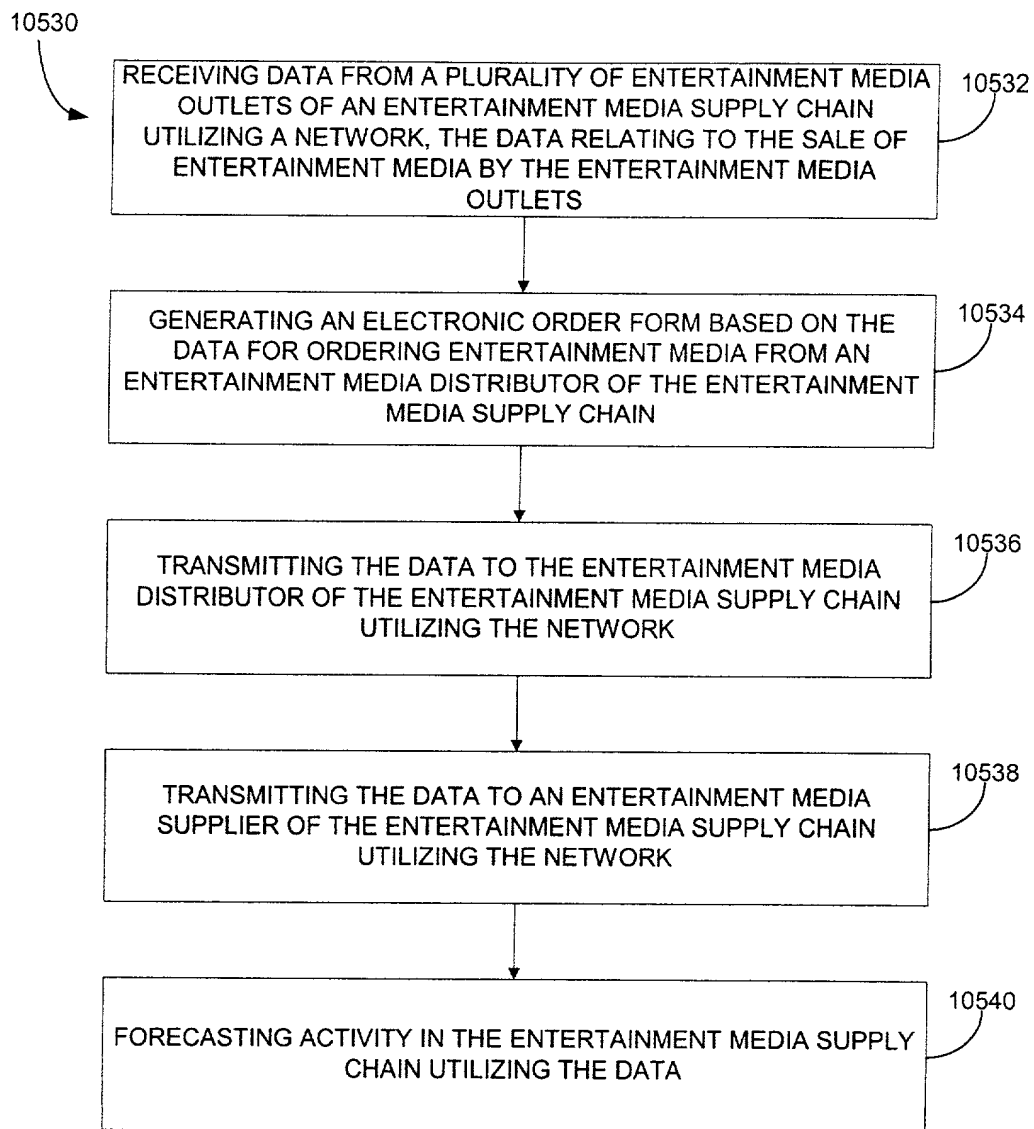 10530
RECEIVING DATA FROM A PLURALITY OF ENTERTAINMENT MEDIA
OUTLETS OF AN ENTERTAINMENT MEDIA SUPPLY CHAIN
UTILIZING A NETWORK, THE DATA RELATING TO THE SALE OF
ENTERTAINMENT MEDIA BY THE ENTERTAINMENT MEDIA
OUTLETS
10532
GENERATING AN ELECTRONIC ORDER FORM BASED ON THE
DATA FOR ORDERING ENTERTAINMENT MEDIA FROM AN
ENTERTAINMENT MEDIA DISTRIBUTOR OF THE ENTERTAINMENT
MEDIA SUPPLY CHAIN
10534
TRANSMITTING THE DATA TO THE ENTERTAINMENT MEDIA
DISTRIBUTOR OF THE ENTERTAINMENT MEDIA SUPPLY CHAIN
UTILIZING THE NETWORK
10536
TRANSMITTING THE DATA TO AN ENTERTAINMENT MEDIA
SUPPLIER OF THE ENTERTAINMENT MEDIA SUPPLY CHAIN
UTILIZING THE NETWORK
10538
FORECASTING ACTIVITY IN THE ENTERTAINMENT MEDIA SUPPLY
CHAIN UTILIZING THE DATA
10540